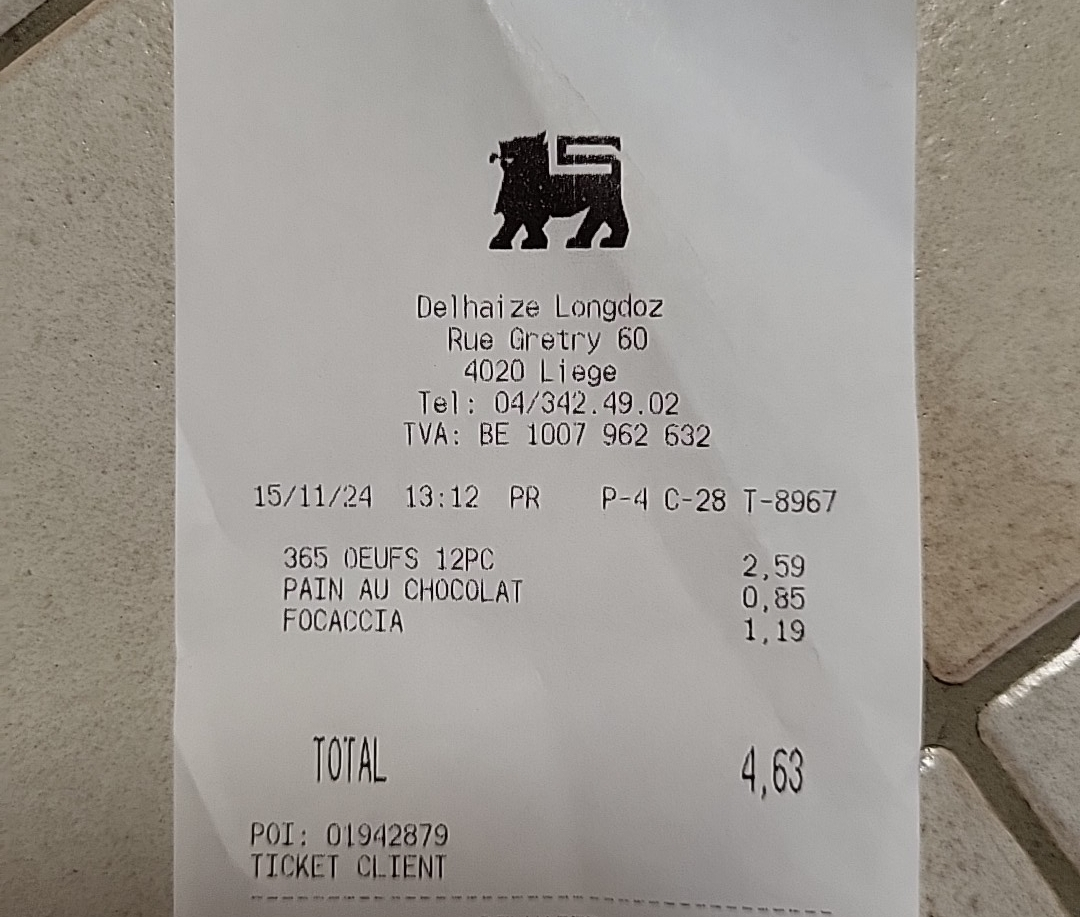 Delhaize Longdoz
Rue Gretry 60
4020 Liege
Tel: 04/342.49.02
TVA: BE 1007 962 632
15/11/24 13:12 PR P-4 C-28 T-8967
365 OEUFS 12PC 2,59
PAIN AU CHOCOLAT 0,85
FOCACCIA 1,19
TOTAL 4,63
POI: 01942879
TICKET CLIENT